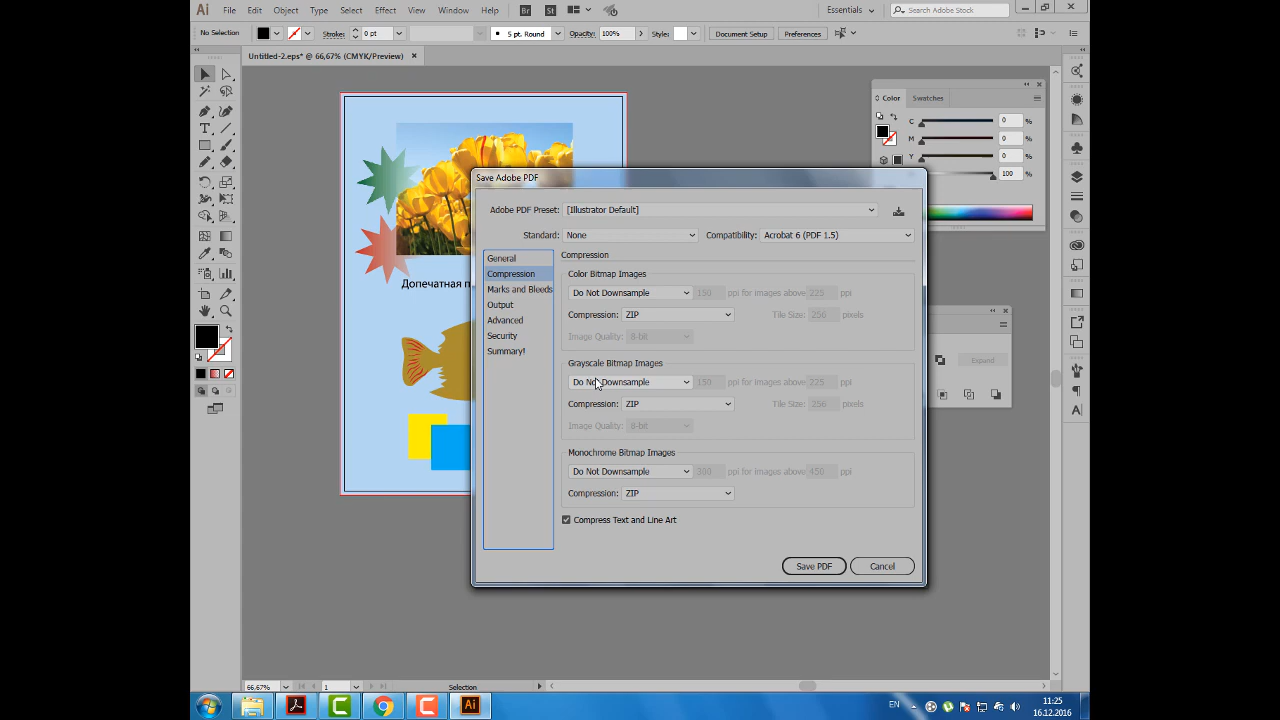 Ai File Edit Object Type Select Effect View Window Help Br St Essentials Search Adobe Stock
No Selection Stroke: 0 pt 5 pt. Round Opacity: 100% Style: Document Setup Preferences
Untitled-2.eps* @ 66,67% (CMYK/Preview)
Color Swatches
C 0 %
M 0 %
Y 0 %
100 %
Допечатная п
Save Adobe PDF
Adobe PDF Preset: [Illustrator Default]
Standard: None Compatibility: Acrobat 6 (PDF 1.5)
General
Compression
Marks and Bleeds
Output
Advanced
Security
Summary!
Compression
Color Bitmap Images
Do Not Downsample 150 ppi for images above 225 ppi
Compression: ZIP Tile Size: 256 pixels
Image Quality: 8-bit
Grayscale Bitmap Images
Do Not Downsample 150 ppi for images above 225 ppi
Compression: ZIP Tile Size: 256 pixels
Image Quality: 8-bit
Monochrome Bitmap Images
Do Not Downsample 300 ppi for images above 450 ppi
Compression: ZIP
Compress Text and Line Art
Save PDF Cancel
Expand
66,67% 1 Selection
Ai EN 11:25
16.12.2016